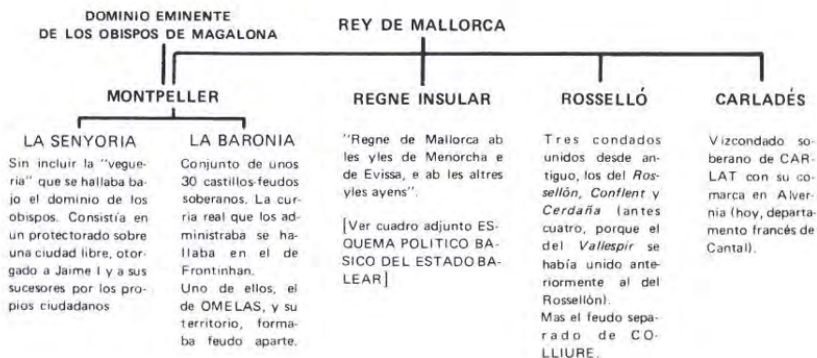 DOMINIO EMINENTE
DE LOS OBISPOS DE MAGALONA
REY DE MALLORCA
MONTPELLER
LA SENYORIA
Sin incluir la "vegue-
ria" que se hallaba ba-
jo el dominio de los
obispos. Consistía en
un protectorado sobre
una ciudad libre, otor-
gado a Jaime I y a sus
sucesores por los pro-
pios ciudadanos
LA BARONIA
Conjunto de unos
30 castillos-feudos
soberanos. La cu-
ria real que los ad-
ministraba se ha-
llaba en el de
Frontinhan.
Uno de ellos, el
de OMELAS, y su
territorio, forma-
ba feudo aparte.
REGNE INSULAR
"Regne de Mallorca ab
les yles de Menorcha e
de Evissa, e ab les altres
yles ayens".
[Ver cuadro adjunto ES-
QUEMA POLITICO BA-
SICO DEL ESTADO BA-
LEAR]
ROSSELLÓ
Tres condados
unidos desde an-
tiguo, los del Ros-
sellón, Conflent y
Cerdaña (antes
cuatro, porque el
del Vallespir se
había unido ante-
riormente al del
Rossellón).
Mas el feudo sepa-
rado de CO-
LLIURE.
CARLADÉS
Vizcondado so-
berano de CAR-
LAT con su co-
marca en Alver-
nia (hoy, departa-
mento francés de
Cantal).